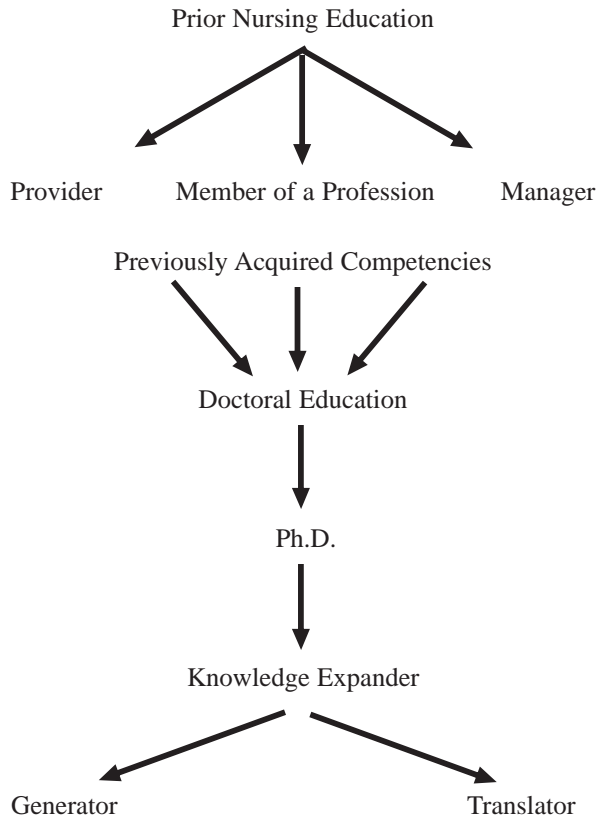 Prior Nursing Education
Provider Member of a Profession Manager
Previously Acquired Competencies
Doctoral Education
Ph.D.
Knowledge Expander
Generator Translator